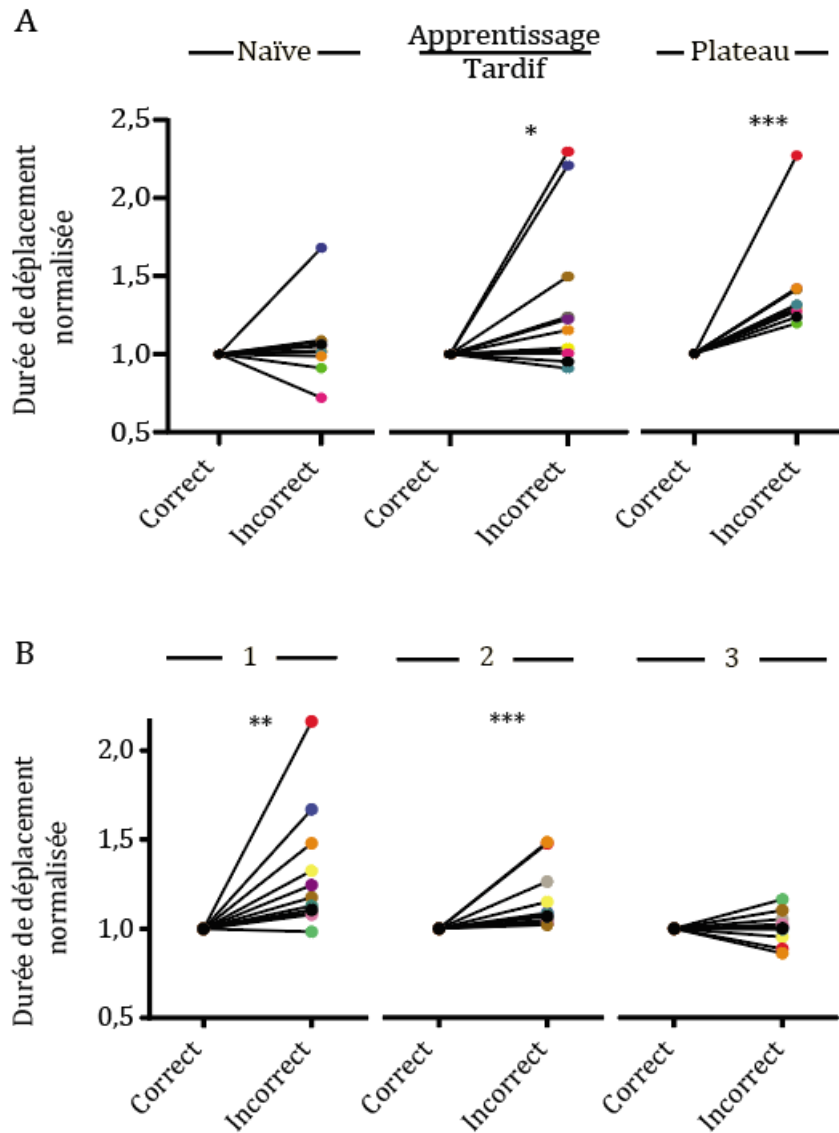 A
Naïve
Apprentissage
Tardif
Plateau
Durée de déplacement
normalisée
2,5
2,0
1,5
1,0
0,5
*
***
Correct
Incorrect
Correct
Incorrect
Correct
Incorrect
B
1
2
3
Durée de déplacement
normalisée
2,0
1,5
1,0
0,5
**
***
Correct
Incorrect
Correct
Incorrect
Correct
Incorrect